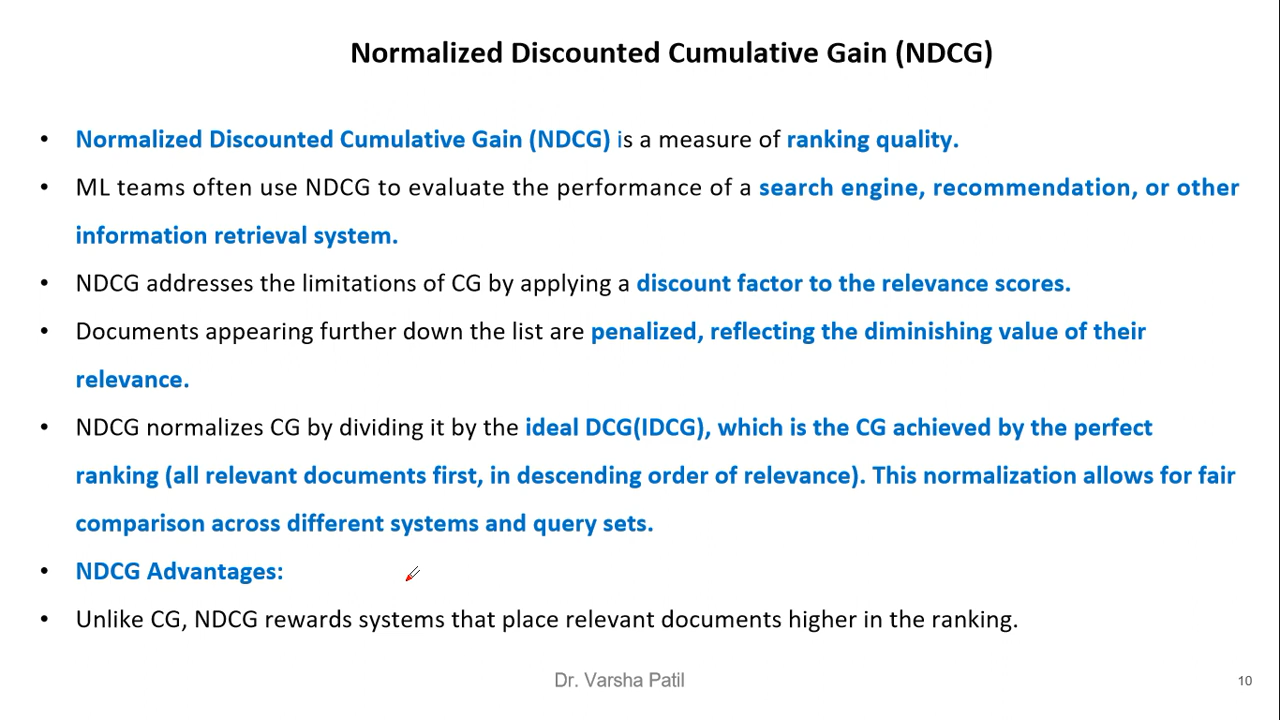 Normalized Discounted Cumulative Gain (NDCG)
• Normalized Discounted Cumulative Gain (NDCG) is a measure of ranking quality.
• ML teams often use NDCG to evaluate the performance of a search engine, recommendation, or other
information retrieval system.
• NDCG addresses the limitations of CG by applying a discount factor to the relevance scores.
• Documents appearing further down the list are penalized, reflecting the diminishing value of their
relevance.
• NDCG normalizes CG by dividing it by the ideal DCG(IDCG), which is the CG achieved by the perfect
ranking (all relevant documents first, in descending order of relevance). This normalization allows for fair
comparison across different systems and query sets.
• NDCG Advantages:
• Unlike CG, NDCG rewards systems that place relevant documents higher in the ranking.
Dr. Varsha Patil
10